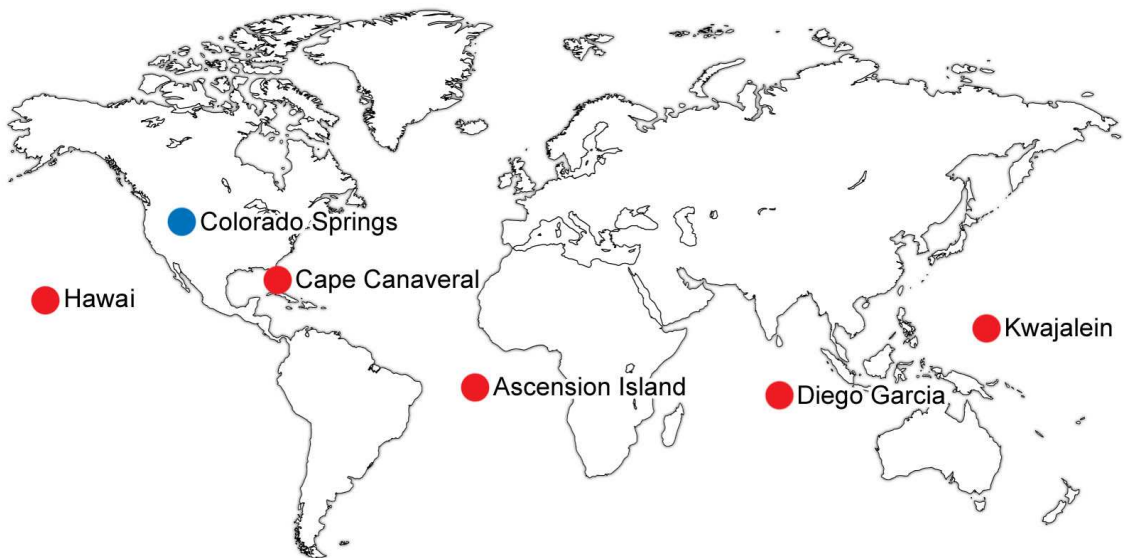 Colorado Springs
Cape Canaveral
Hawai
Kwajalein
Ascension Island
Diego Garcia